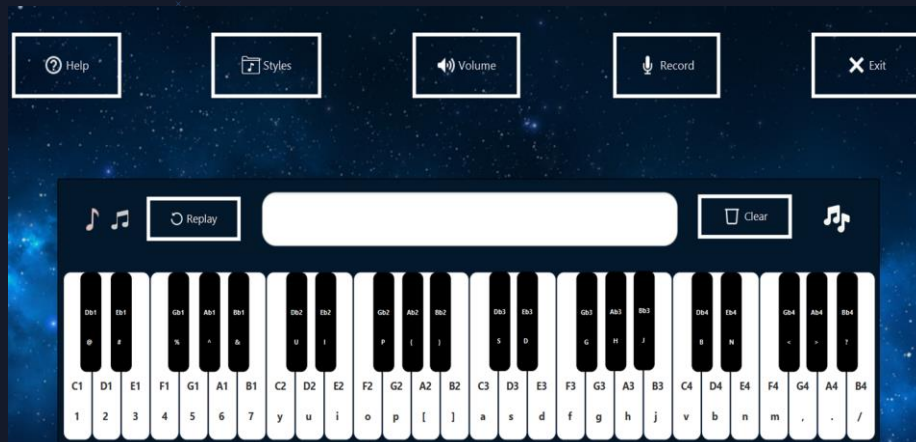 Help Styles Volume Record Exit
Replay Clear
Db1 Eb1 Gb1 Ab1 Bb1 Db2 Eb2 Gb2 Ab2 Bb2 Db3 Eb3 Gb3 Ab3 Bb3 Db4 Eb4 Gb4 Ab4 Bb4
@ # % ^ & U I P { } S D G H J B N < > ?
C1 D1 E1 F1 G1 A1 B1 C2 D2 E2 F2 G2 A2 B2 C3 D3 E3 F3 G3 A3 B3 C4 D4 E4 F4 G4 A4 B4
1 2 3 4 5 6 7 y u i o p [ ] a s d f g h j v b n m , . /